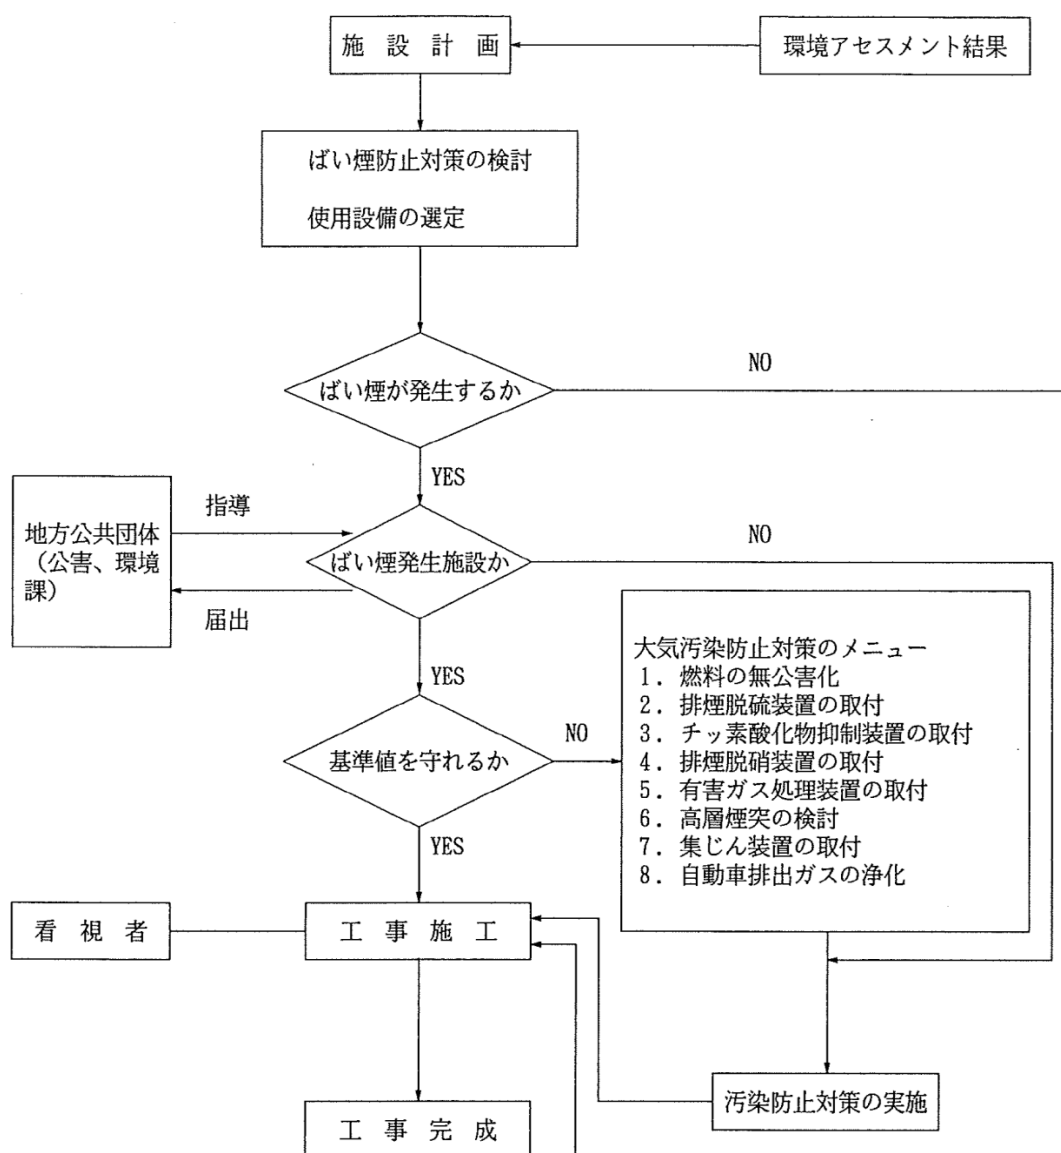 施設計画
環境アセスメント結果
ばい煙防止対策の検討
使用設備の選定
ばい煙が発生するか
NO
YES
地方公共団体
(公害、環境
課)
指導
届出
ばい煙発生施設か
NO
YES
基準値を守れるか
NO
YES
大気汚染防止対策のメニュー
1. 燃料の無公害化
2. 排煙脱硫装置の取付
3. チッ素酸化物抑制装置の取付
4. 排煙脱硝装置の取付
5. 有害ガス処理装置の取付
6. 高層煙突の検討
7. 集じん装置の取付
8. 自動車排出ガスの浄化
看視者
工事施工
汚染防止対策の実施
工事完成